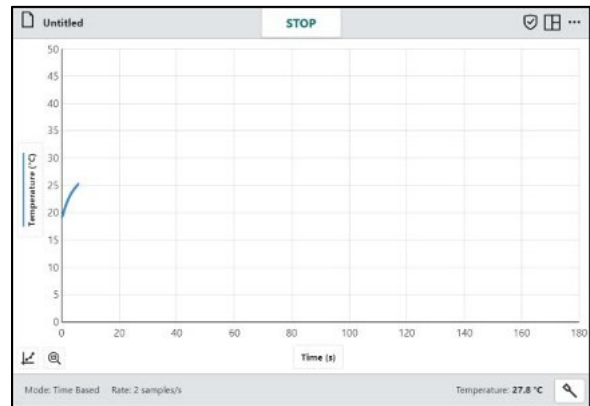 Untitled
STOP
50
45
40
35
30
25
20
15
10
5
0
Temperature (°C)
0 20 40 60 80 100 120 140 160 180
Time (s)
Mode: Time Based Rate: 2 samples/s Temperature: 27.8 °C